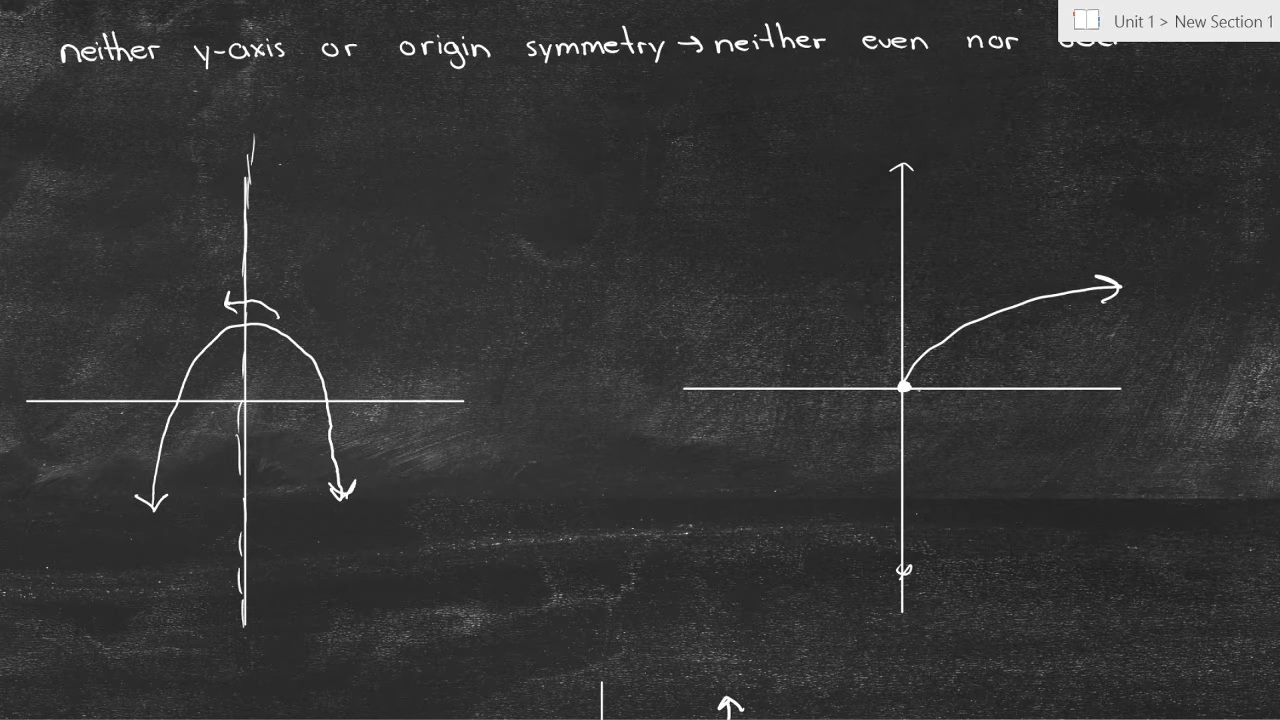 neither y-axis or origin symmetry → neither even nor
Unit 1 > New Section 1